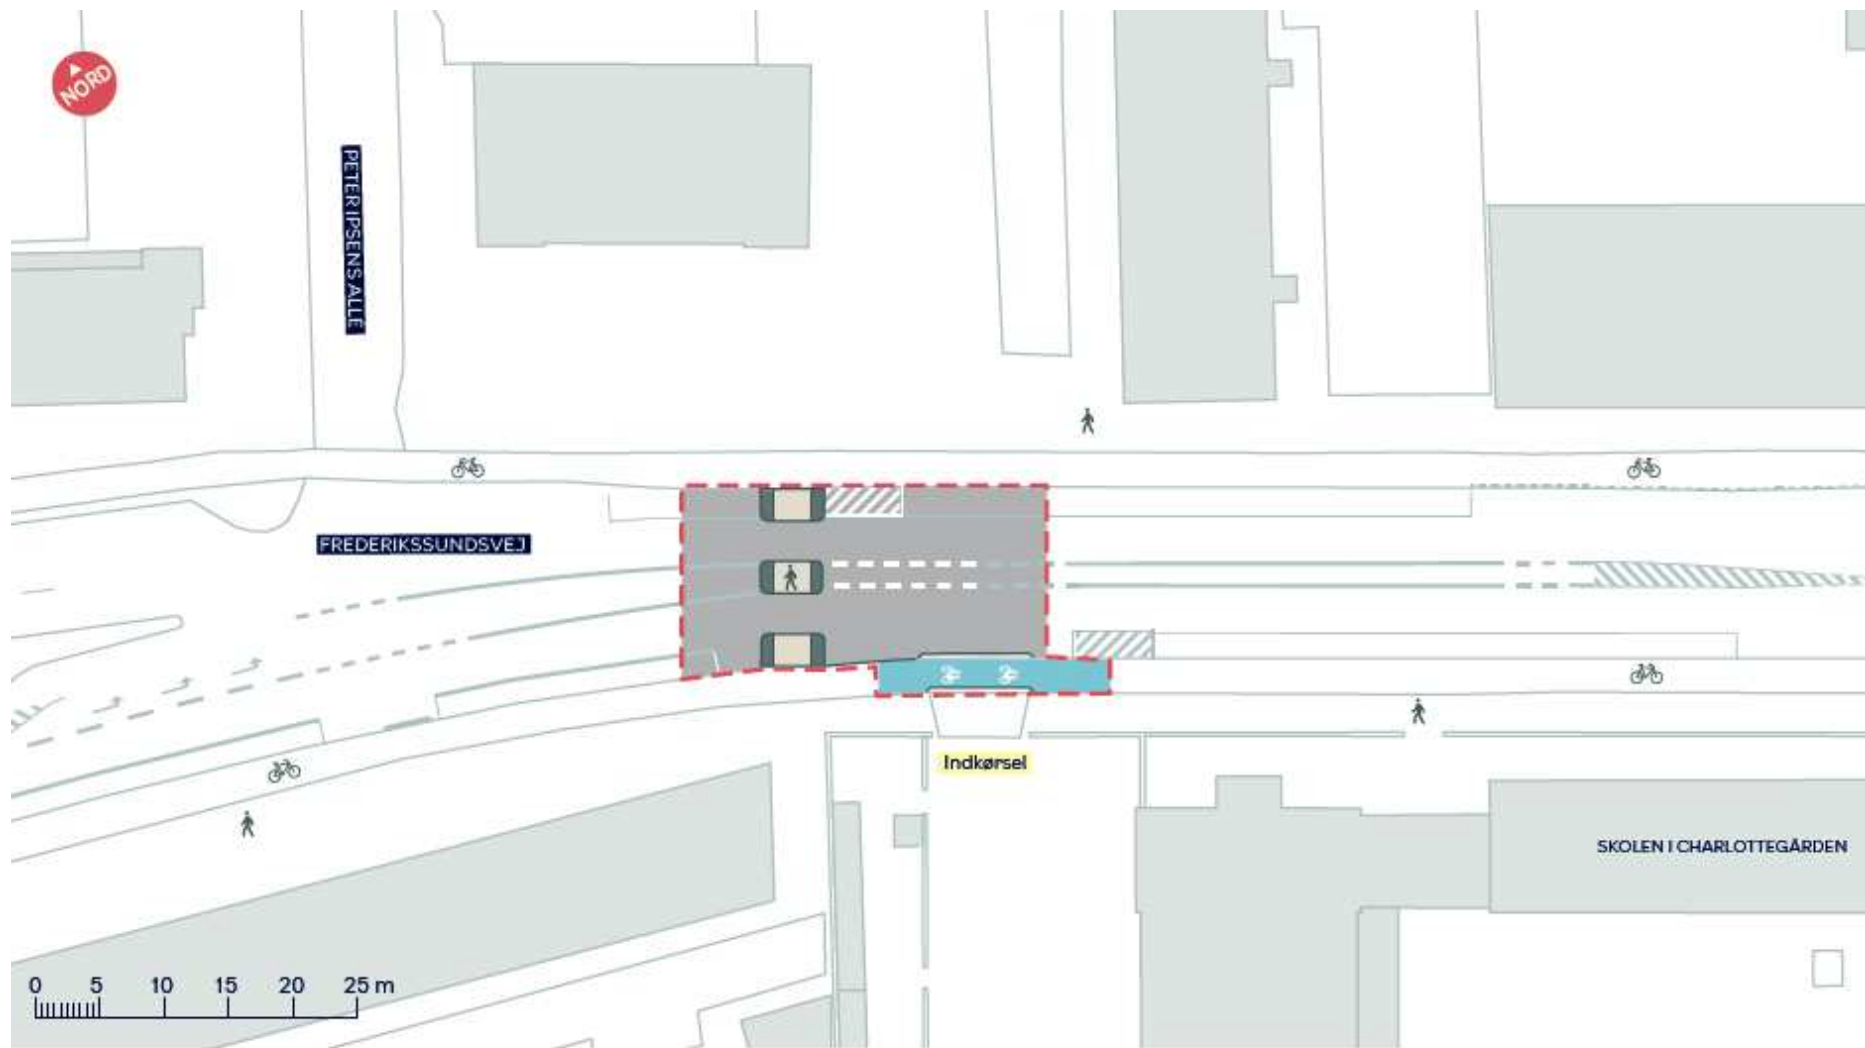 NORD
PETER IPSENS ALLÉ
FREDERIKSSUNDSVEJ
Indkørsel
SKOLEN I CHARLOTTEGÅRDEN
0 5 10 15 20 25 m